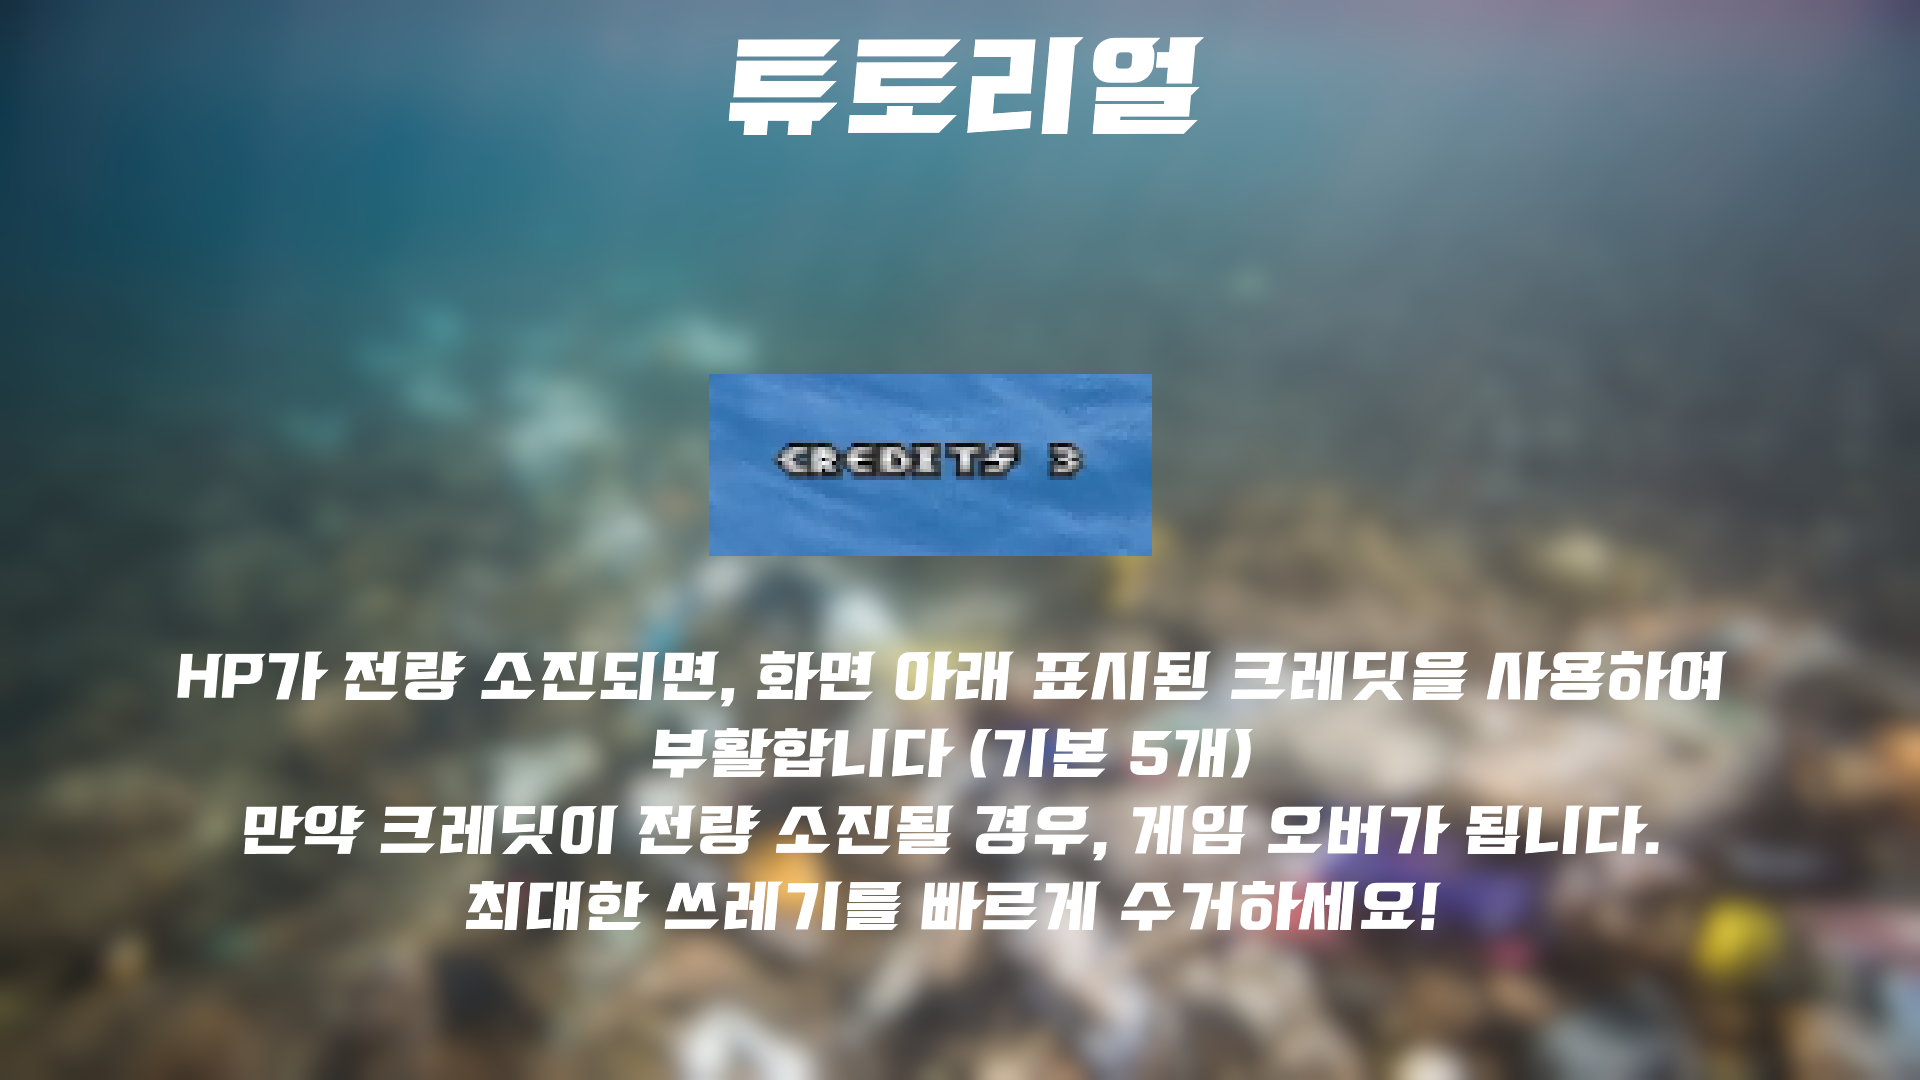 튜토리얼
CREDITS 3
HP가 전량 소진되면, 화면 아래 표시된 크레딧을 사용하여
부활합니다 (기본 5개)
만약 크레딧이 전량 소진될 경우, 게임 오버가 됩니다.
최대한 쓰레기를 빠르게 수거하세요!